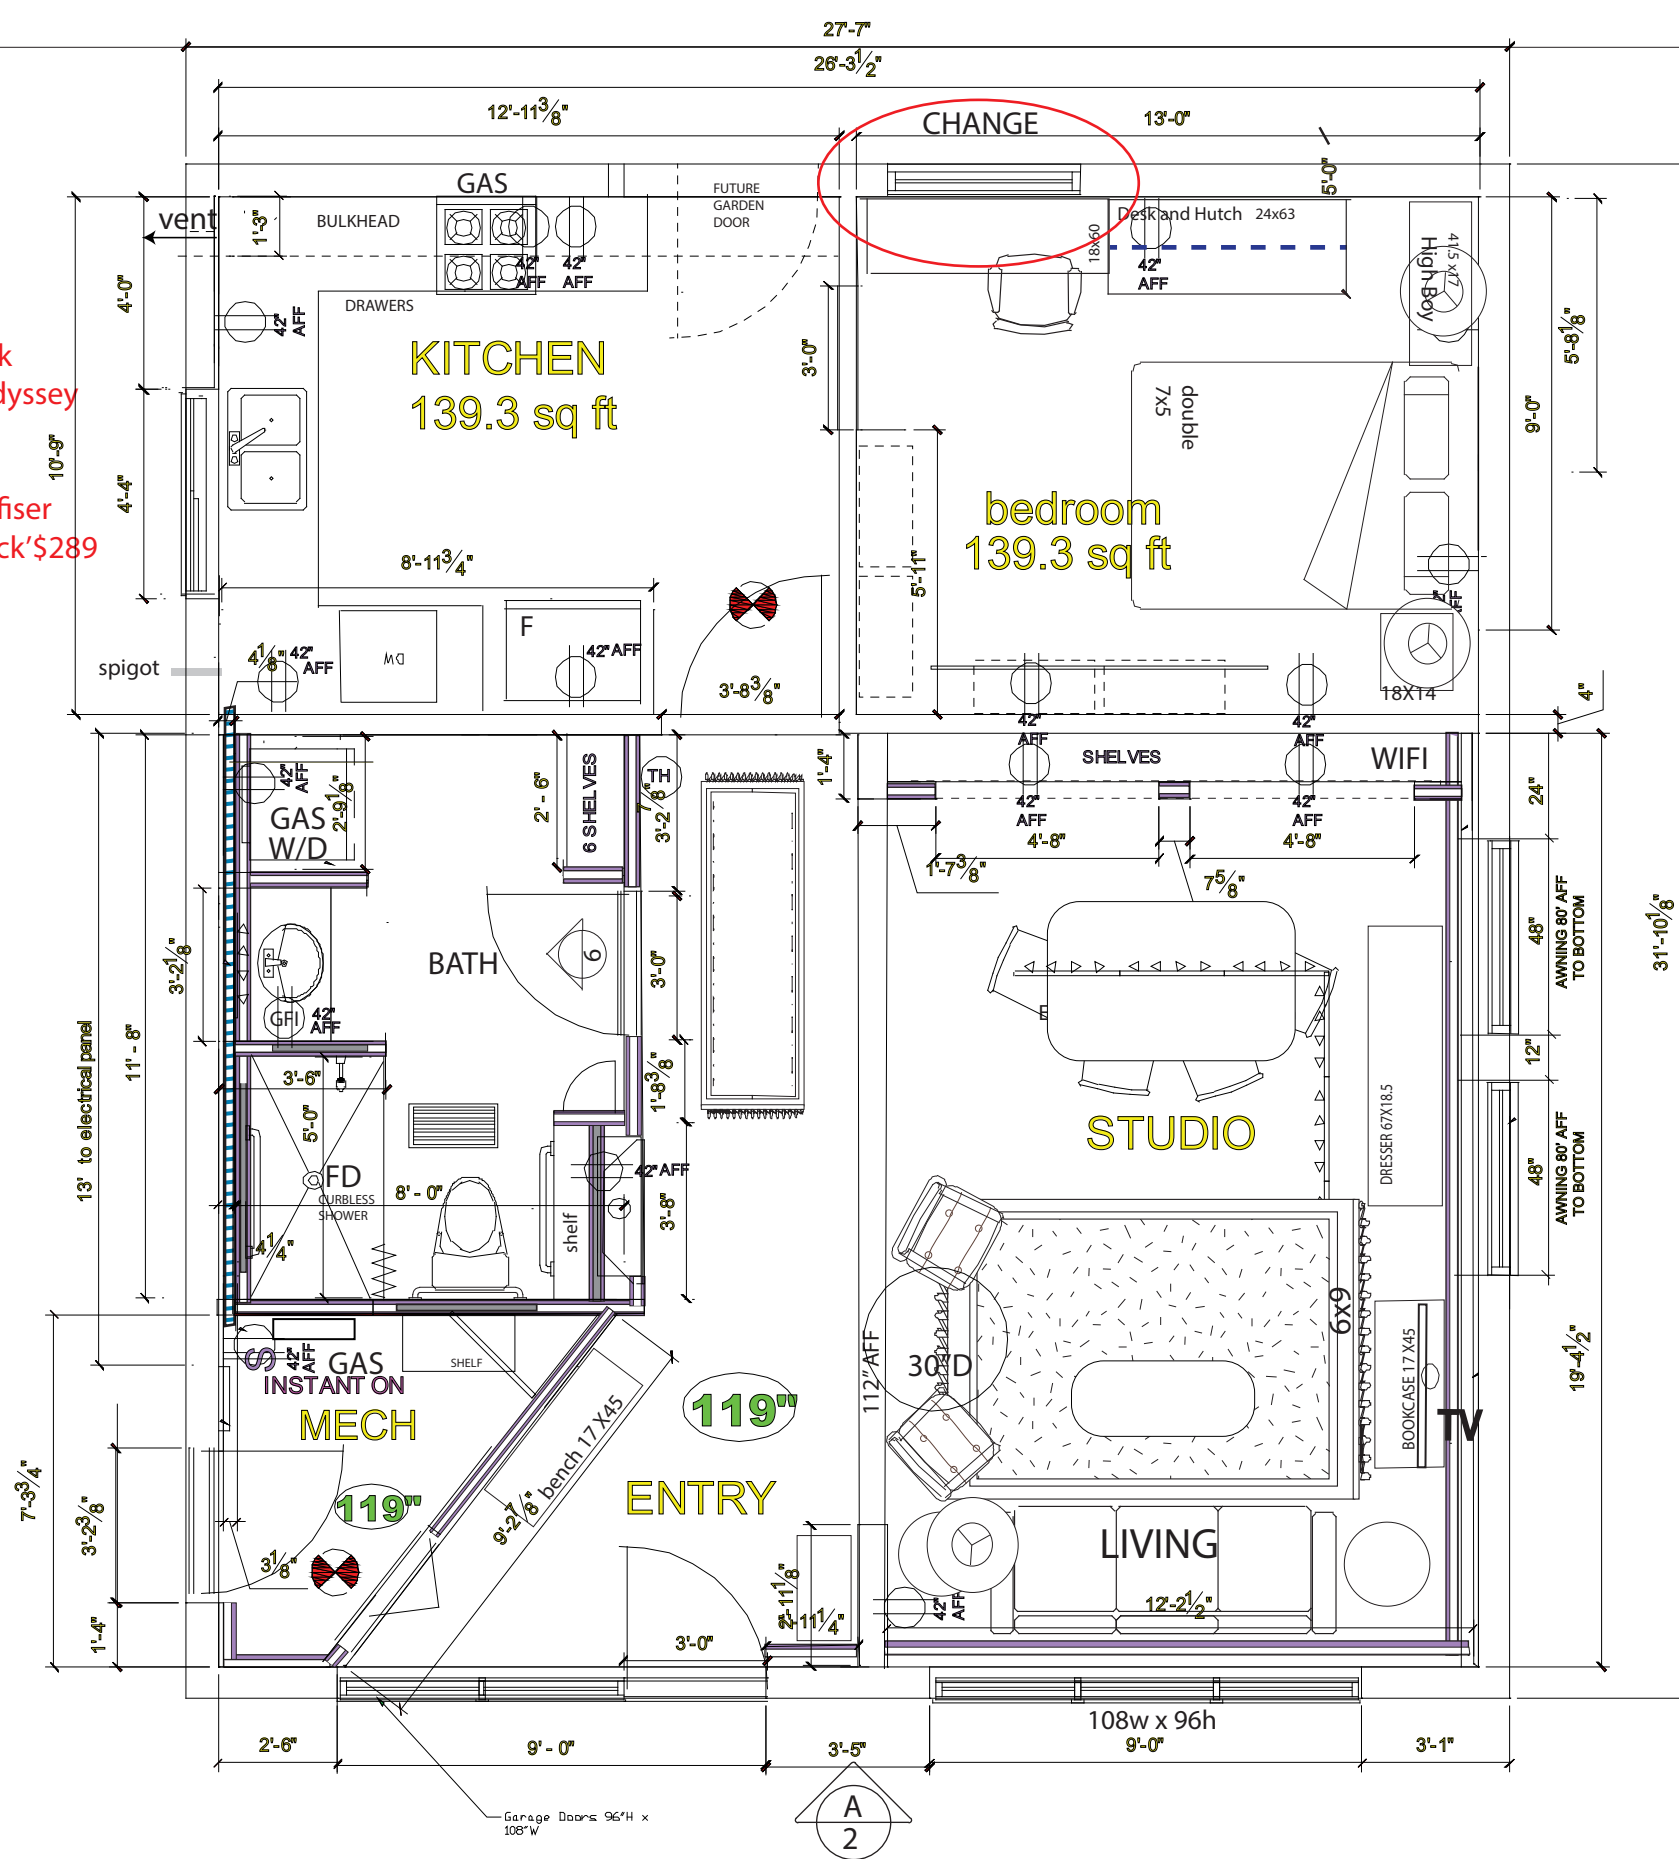 27'-7"
26'-3 1/2"
12'-11 3/8"
CHANGE
13'-0"
5'-0"
GAS
FUTURE
GARDEN
DOOR
vent
1'-3"
BULKHEAD
Desk and Hutch 24x63
18x60
42"
AFF
42"
AFF
42"
AFF
High Boy
41.5 x17
4'-0"
DRAWERS
42"
AFF
KITCHEN
139.3 sq ft
3'-0"
5'-8 1/8"
k
dyssey
double
7x5
9'-0"
10'-9"
4'-4"
fiser
ck'$289
bedroom
139.3 sq ft
8'-11 3/4"
5'-11"
F
DW
spigot
4 1/8"
42"
AFF
42" AFF
3'-8 3/8"
18X14
4"
42"
AFF
42"
AFF
SHELVES
WIFI
1'-4"
TH
42"
AFF
GAS
W/D
2'-9 1/8"
2' - 6"
6 SHELVES
3'-2 7/8"
42"
AFF
42"
AFF
24"
4'-8"
4'-8"
1'-7 3/8"
7 5/8"
48"
AWNING 80' AFF
TO BOTTOM
31'-10 1/8"
3'-2 1/8"
BATH
6
3'-0"
GFI
42"
AFF
13' to electrical panel
11' - 8"
12"
3'-6"
5'-0"
1'-8 3/8"
STUDIO
DRESSER 67X18.5
48"
AWNING 80' AFF
TO BOTTOM
FD
CURBLESS
SHOWER
8' - 0"
42" AFF
shelf
3'-8"
4 1/4"
6x9
S
42"
AFF
GAS
INSTANT ON
SHELF
MECH
112" AFF
30"D
BOOKCASE 17 X45
TV
19'-4 1/2"
119"
bench 17X45
9'-2 7/8"
ENTRY
119"
7'-3 3/4"
3'-2 3/8"
3 1/8"
LIVING
2'-11 1/8"
11 1/4"
42"
AFF
12'-2 1/2"
1'-4"
3'-0"
108w x 96h
2'-6"
9' - 0"
3'-5"
9'-0"
3'-1"
Garage Doors 96"H x
108"W
A
2